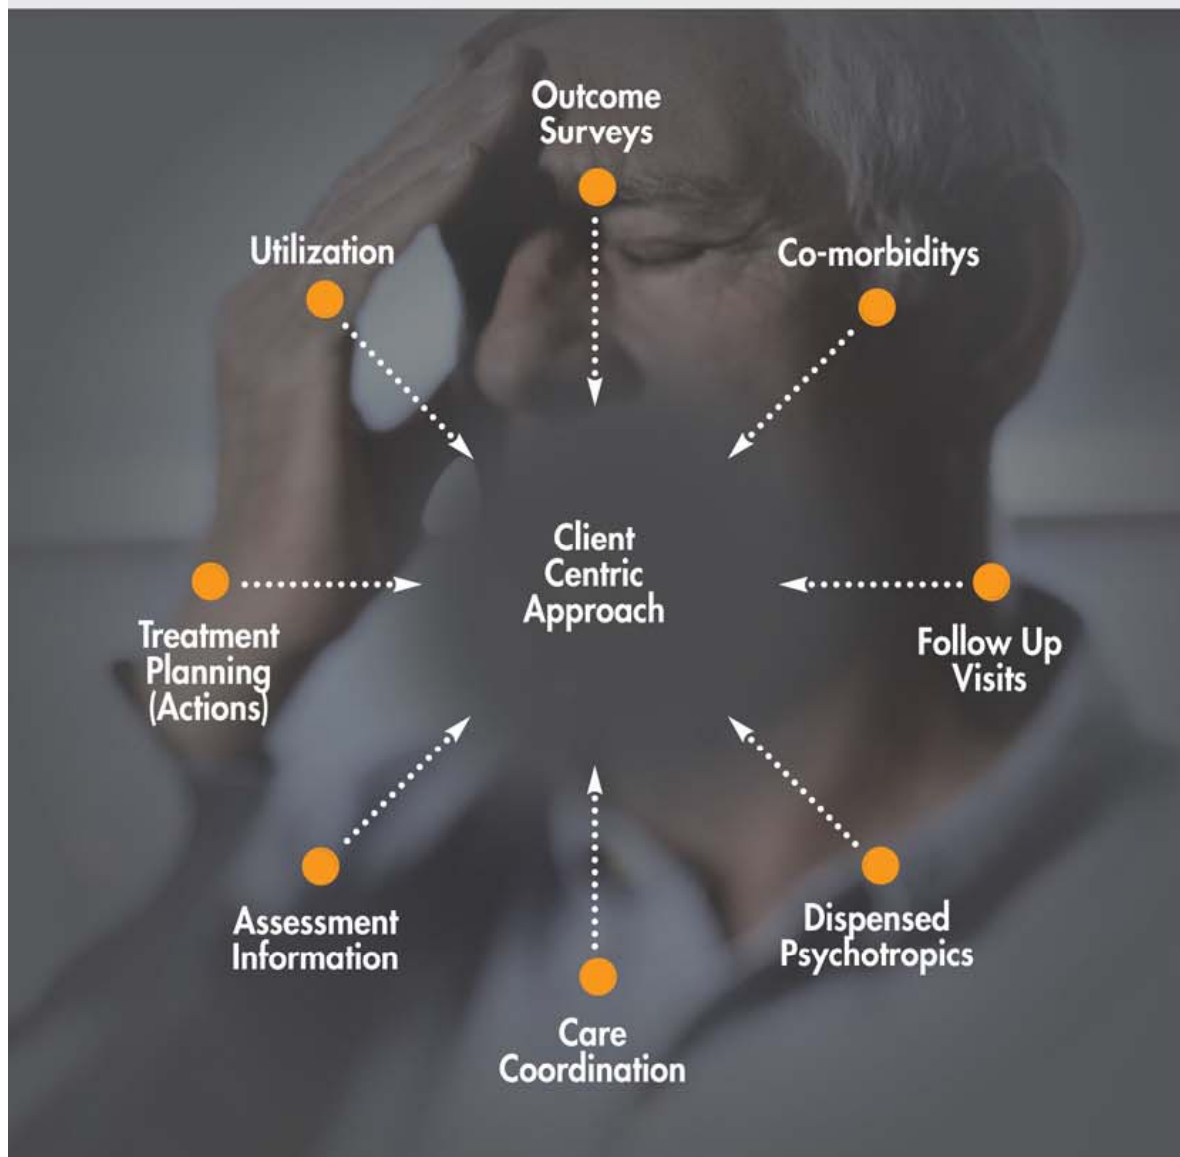 Outcome
Surveys
Utilization
Co-morbiditys
Client
Centric
Approach
Treatment
Planning
(Actions)
Follow Up
Visits
Assessment
Information
Dispensed
Psychotropics
Care
Coordination